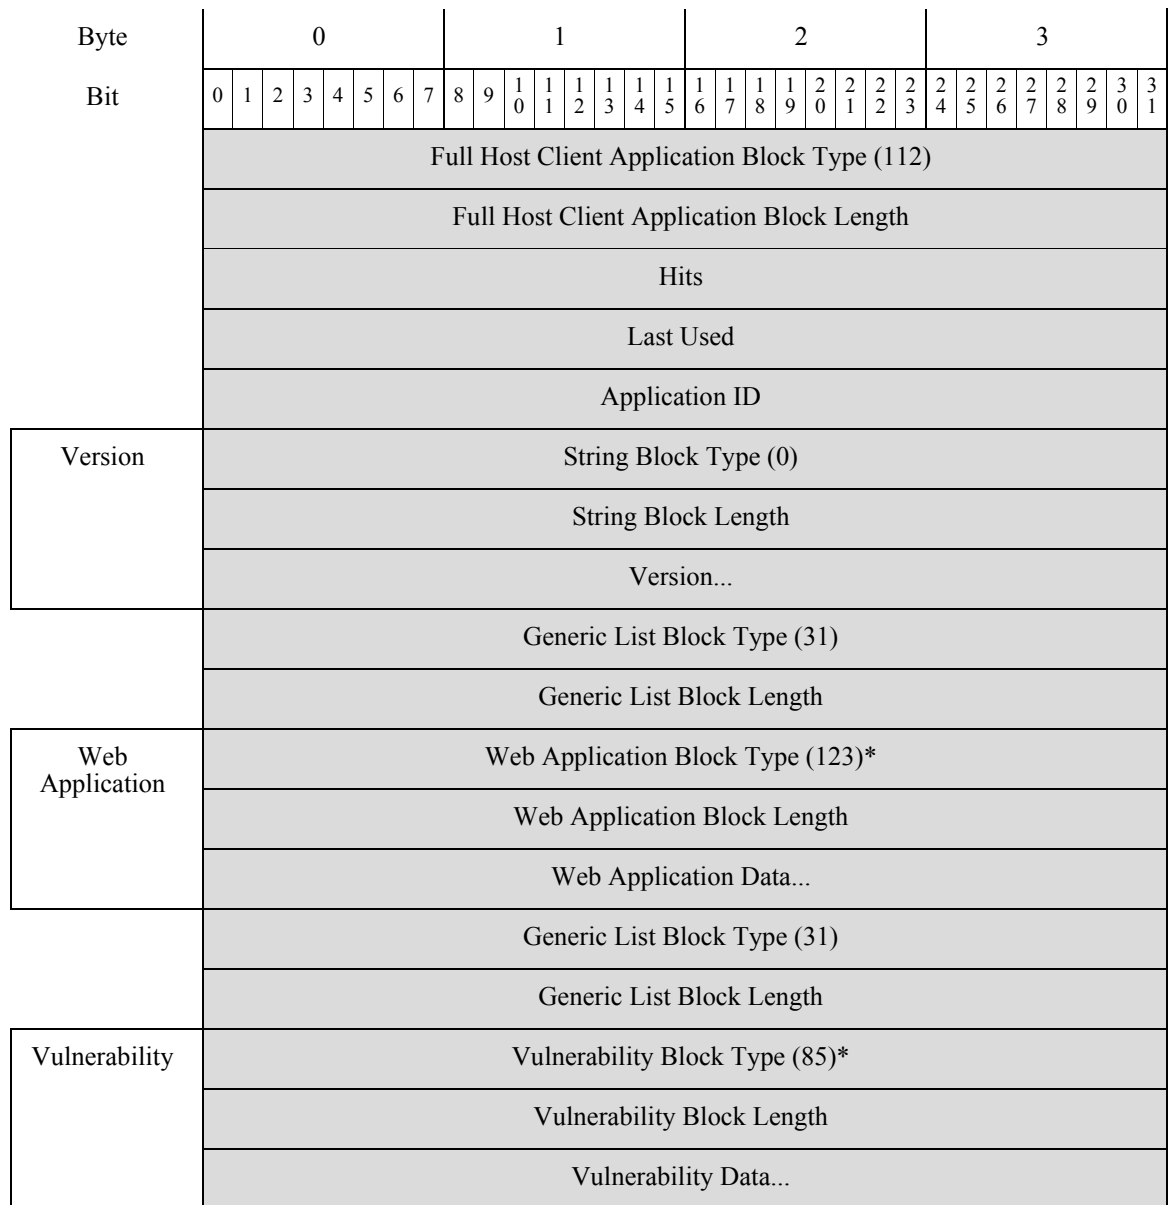 Byte 0 1 2 3
Bit 0 1 2 3 4 5 6 7 8 9 10 11 12 13 14 15 16 17 18 19 20 21 22 23 24 25 26 27 28 29 30 31
Full Host Client Application Block Type (112)
Full Host Client Application Block Length
Hits
Last Used
Application ID
Version String Block Type (0)
String Block Length
Version...
Generic List Block Type (31)
Generic List Block Length
Web Application
Web Application Block Type (123)*
Web Application Block Length
Web Application Data...
Generic List Block Type (31)
Generic List Block Length
Vulnerability Vulnerability Block Type (85)*
Vulnerability Block Length
Vulnerability Data...